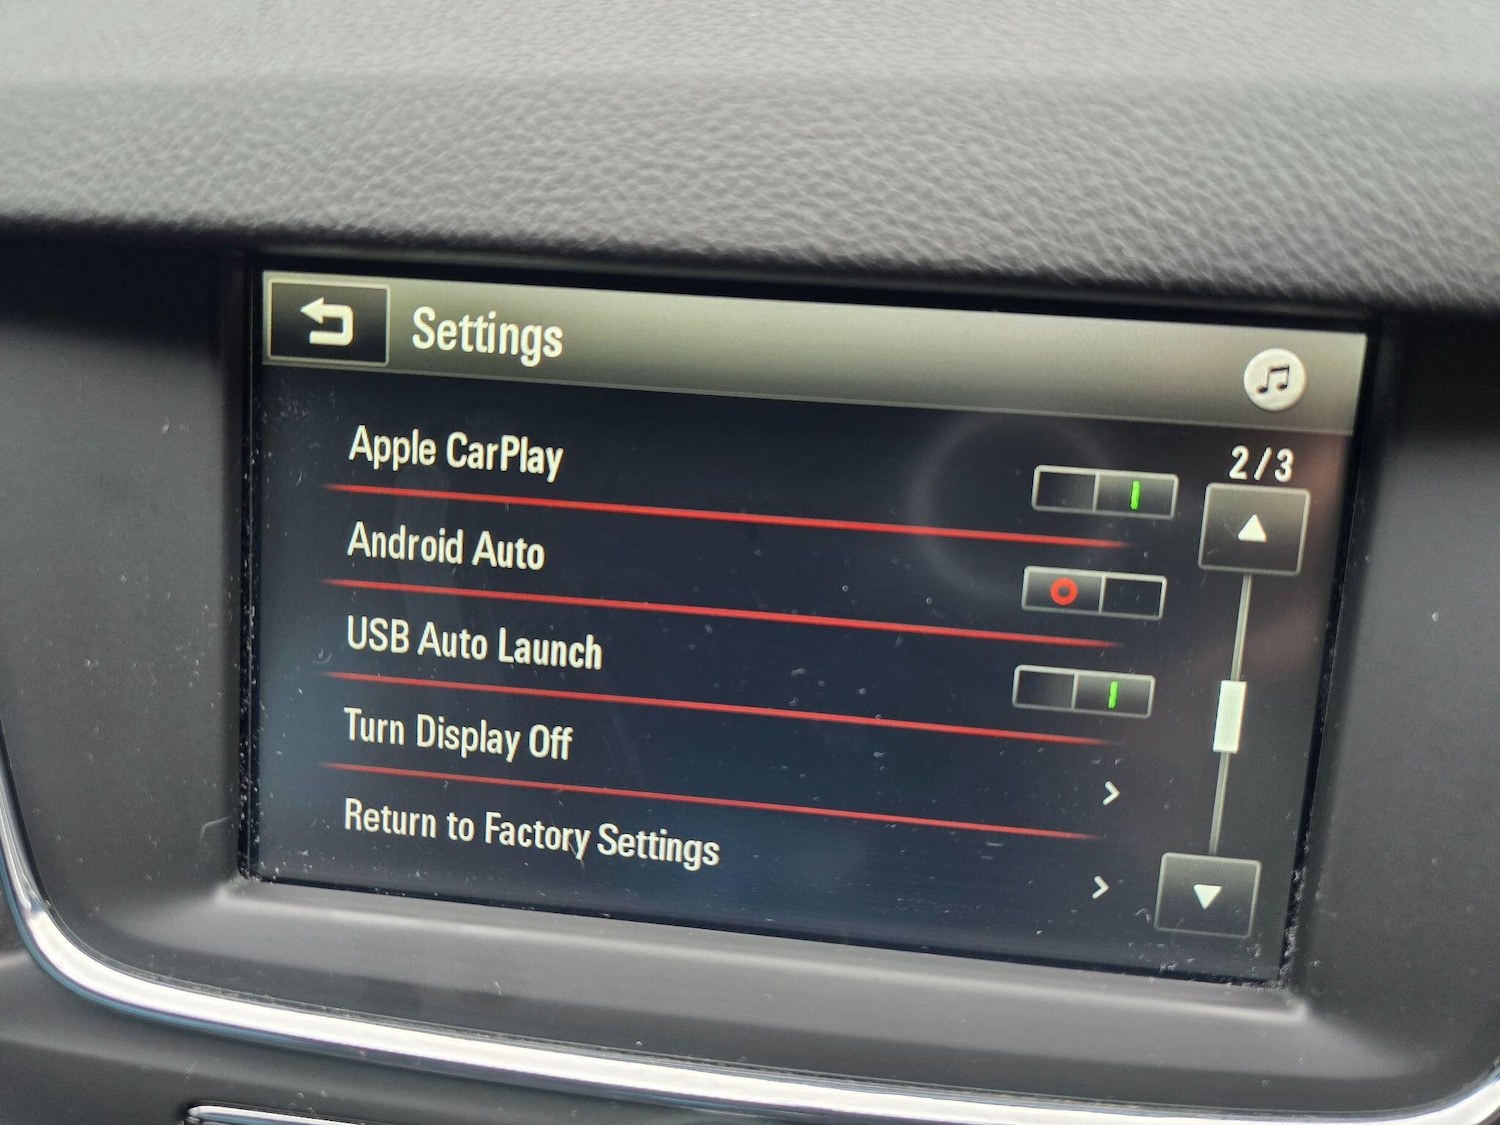 Settings
2/3
Apple CarPlay
Android Auto
USB Auto Launch
Turn Display Off
Return to Factory Settings